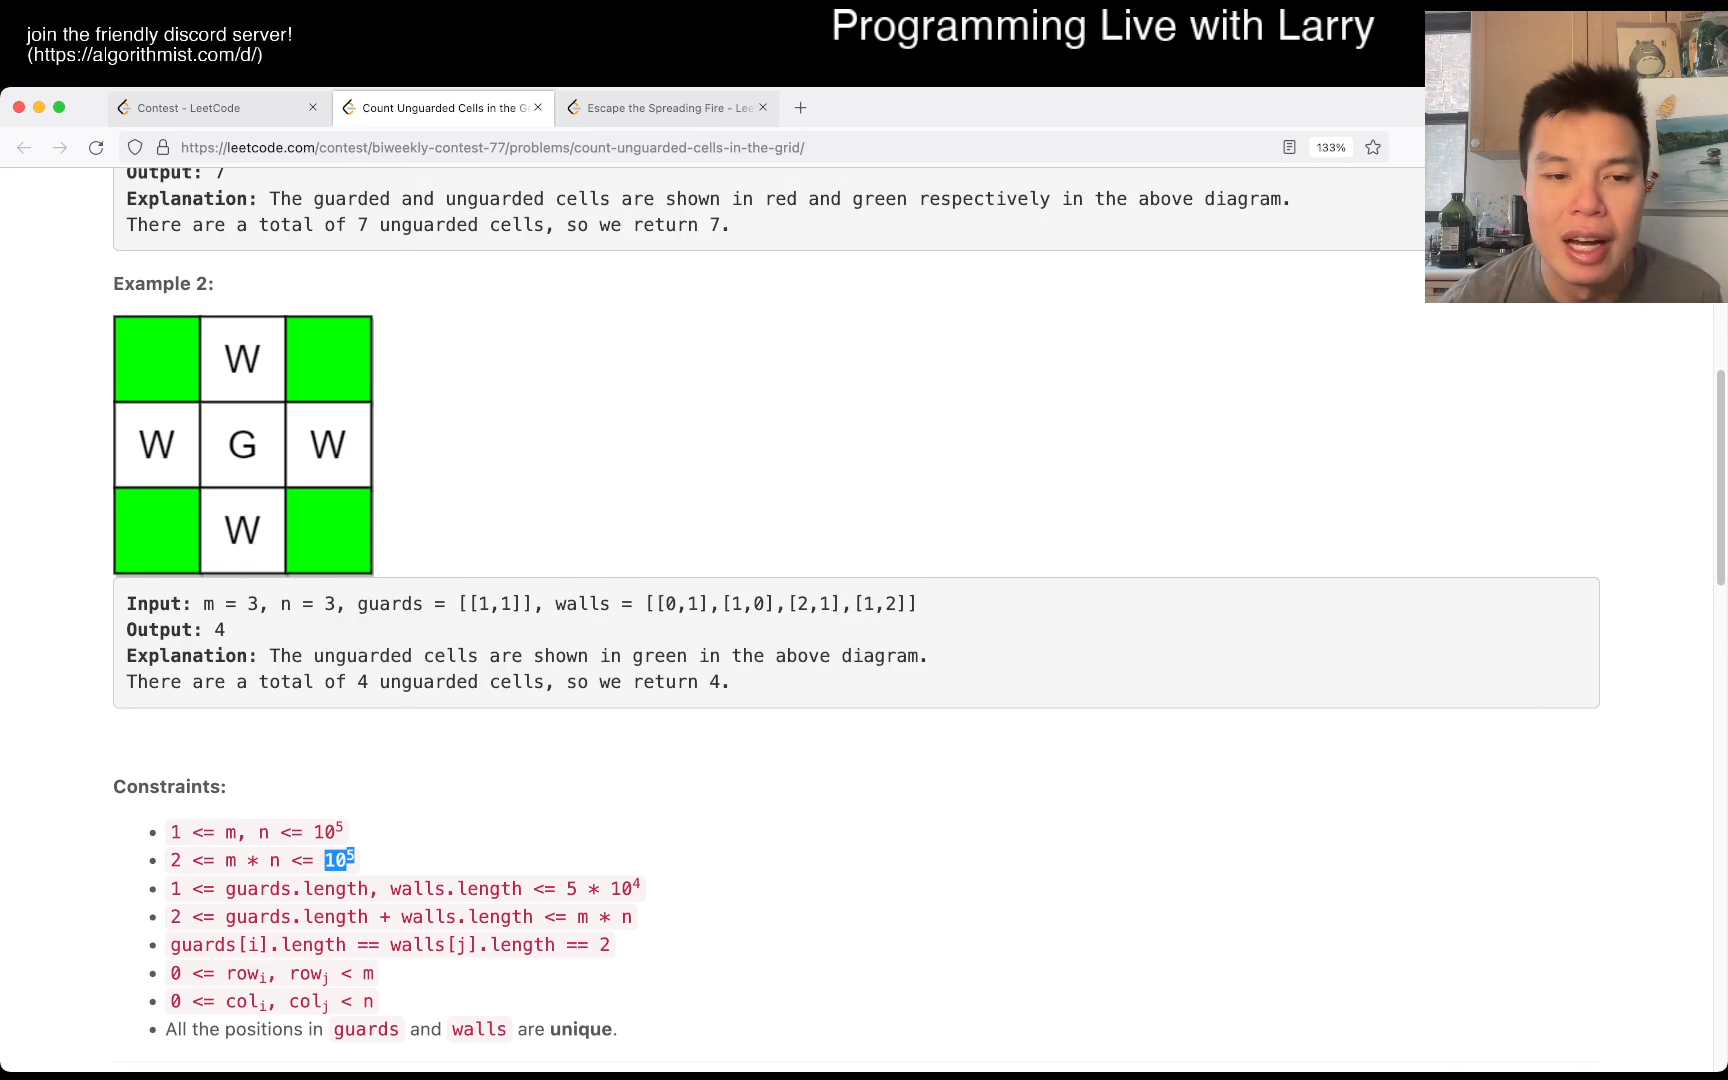 Programming Live with Larry
join the friendly discord server!
(https://algorithmist.com/d/)
Contest - LeetCode
Count Unguarded Cells in the G
Escape the Spreading Fire - Lee
https://leetcode.com/contest/biweekly-contest-77/problems/count-unguarded-cells-in-the-grid/
133%
Output: 7
Explanation: The guarded and unguarded cells are shown in red and green respectively in the above diagram.
There are a total of 7 unguarded cells, so we return 7.
Example 2:
W
W G W
W
Input: m = 3, n = 3, guards = [[1,1]], walls = [[0,1],[1,0],[2,1],[1,2]]
Output: 4
Explanation: The unguarded cells are shown in green in the above diagram.
There are a total of 4 unguarded cells, so we return 4.
Constraints:
• 1 <= m, n <= 10⁵
• 2 <= m * n <= 10⁵
• 1 <= guards.length, walls.length <= 5 * 10⁴
• 2 <= guards.length + walls.length <= m * n
• guards[i].length == walls[j].length == 2
• 0 <= rowᵢ, rowⱼ < m
• 0 <= colᵢ, colⱼ < n
• All the positions in guards and walls are unique.